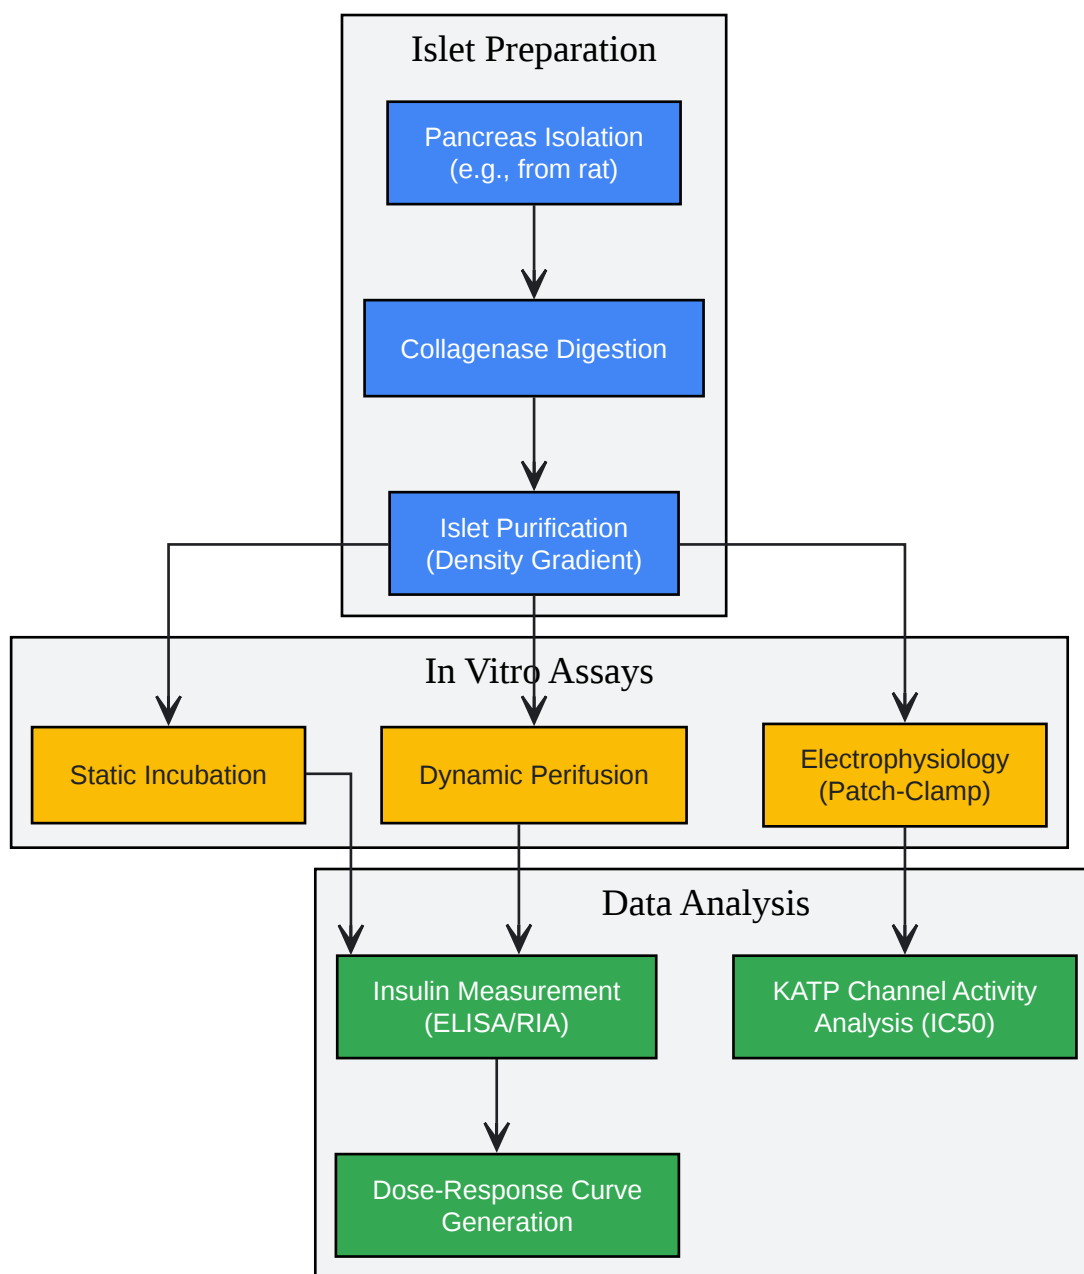 Islet Preparation
Pancreas Isolation
(e.g., from rat)
Collagenase Digestion
Islet Purification
(Density Gradient)
In Vitro Assays
Static Incubation
Dynamic Perifusion
Electrophysiology
(Patch-Clamp)
Data Analysis
Insulin Measurement
(ELISA/RIA)
KATP Channel Activity
Analysis (IC50)
Dose-Response Curve
Generation